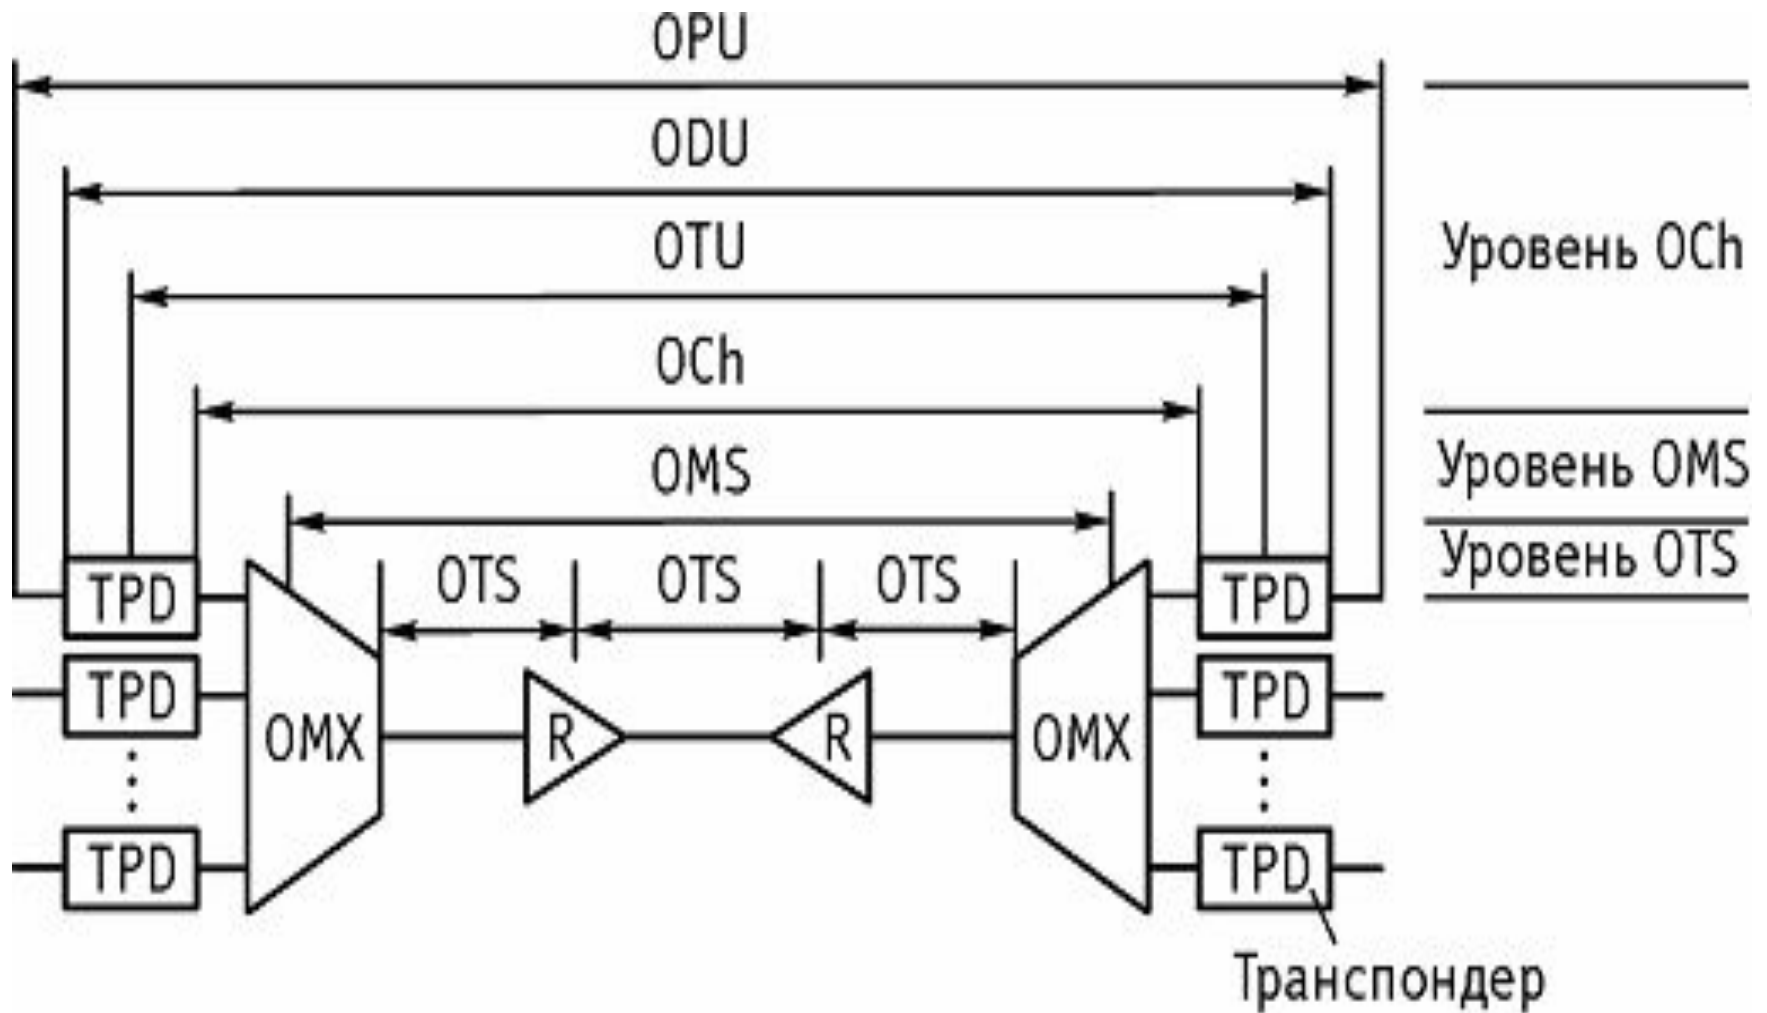 OPU
ODU
OTU
Уровень OCh
OCh
OMS
Уровень OMS
OTS OTS OTS
Уровень OTS
TPD TPD
TPD TPD
OMX R R OMX
TPD TPD
Транспондер